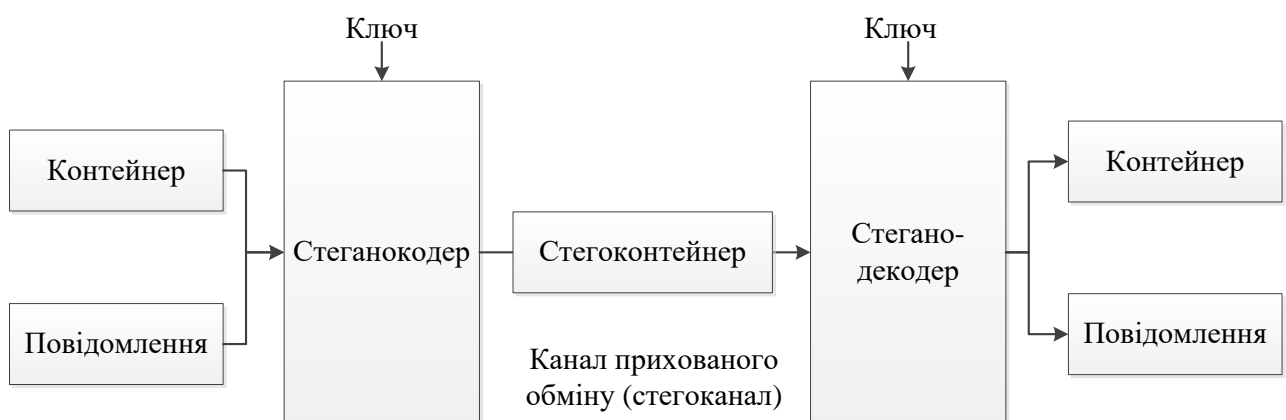 Ключ
Ключ
Контейнер
Повідомлення
Стеганокодер
Стегоконтейнер
Канал прихованого
обміну (стегоканал)
Стегано-
декодер
Контейнер
Повідомлення